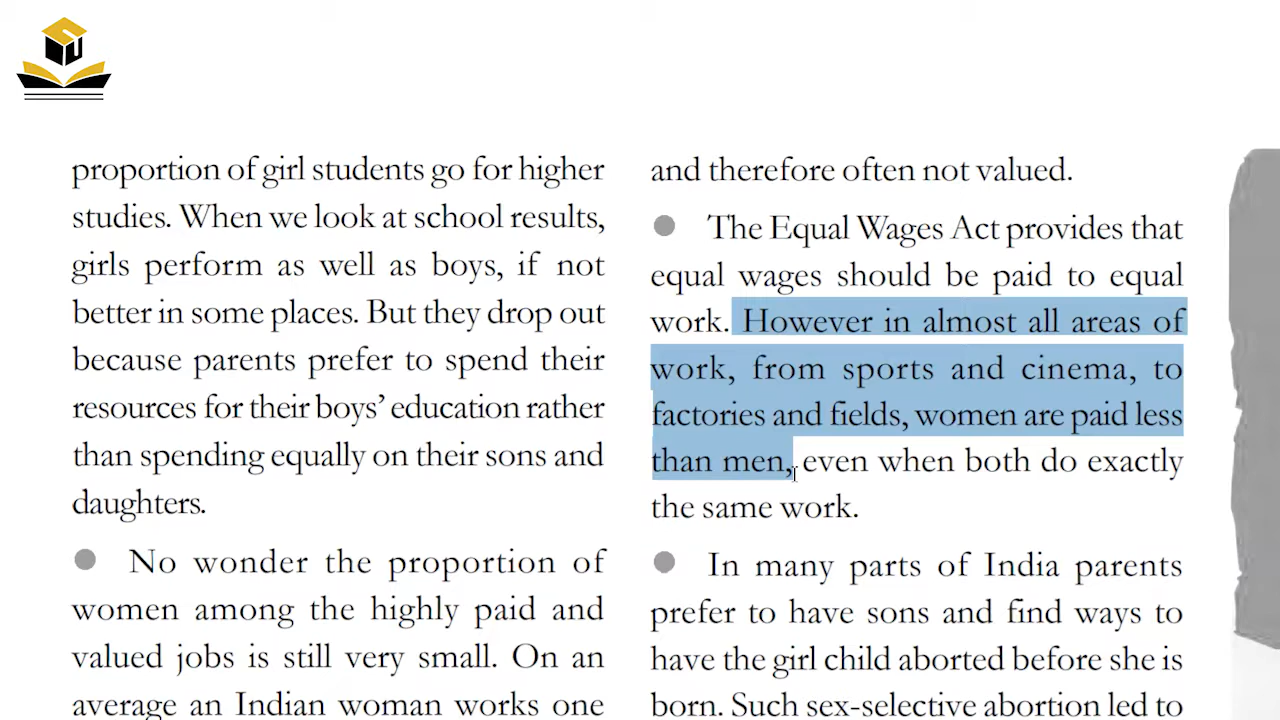 proportion of girl students go for higher
studies. When we look at school results,
girls perform as well as boys, if not
better in some places. But they drop out
because parents prefer to spend their
resources for their boys’ education rather
than spending equally on their sons and
daughters.
● No wonder the proportion of
women among the highly paid and
valued jobs is still very small. On an
average an Indian woman works one
and therefore often not valued.
● The Equal Wages Act provides that
equal wages should be paid to equal
work. However in almost all areas of
work, from sports and cinema, to
factories and fields, women are paid less
than men, even when both do exactly
the same work.
● In many parts of India parents
prefer to have sons and find ways to
have the girl child aborted before she is
born. Such sex-selective abortion led to